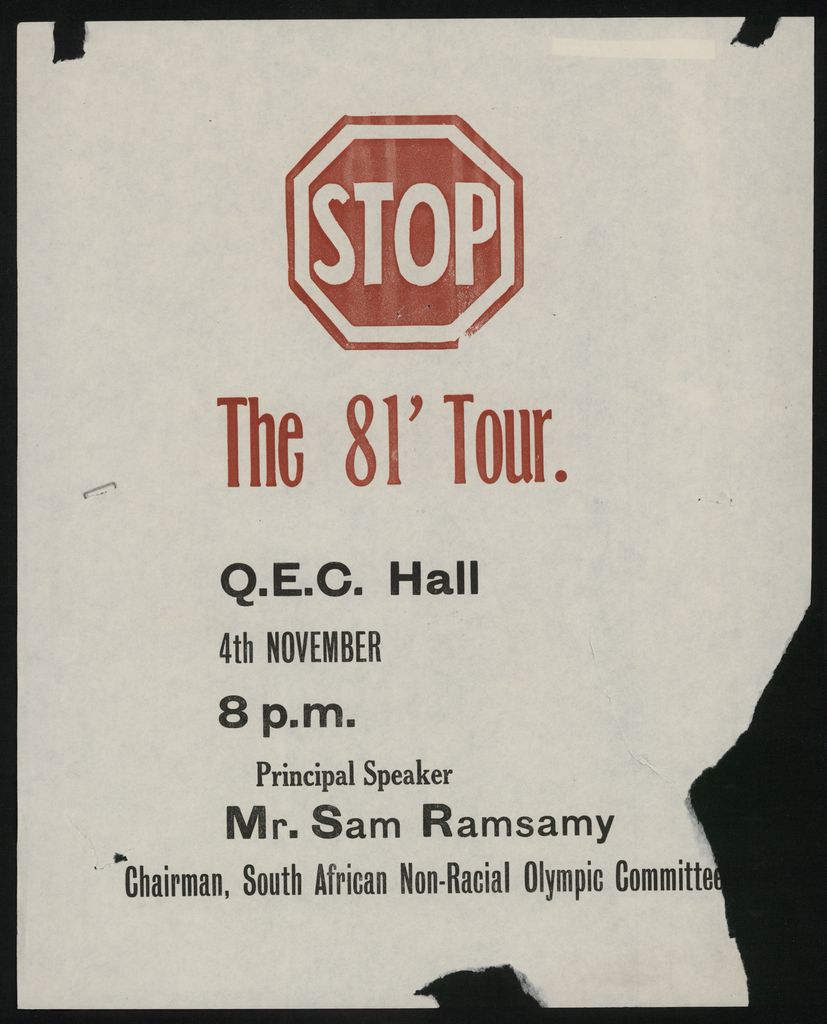 STOP
The 81' Tour.
Q.E.C. Hall
4th NOVEMBER
8 p.m.
Principal Speaker
Mr. Sam Ramsamy
Chairman, South African Non-Racial Olympic Committee